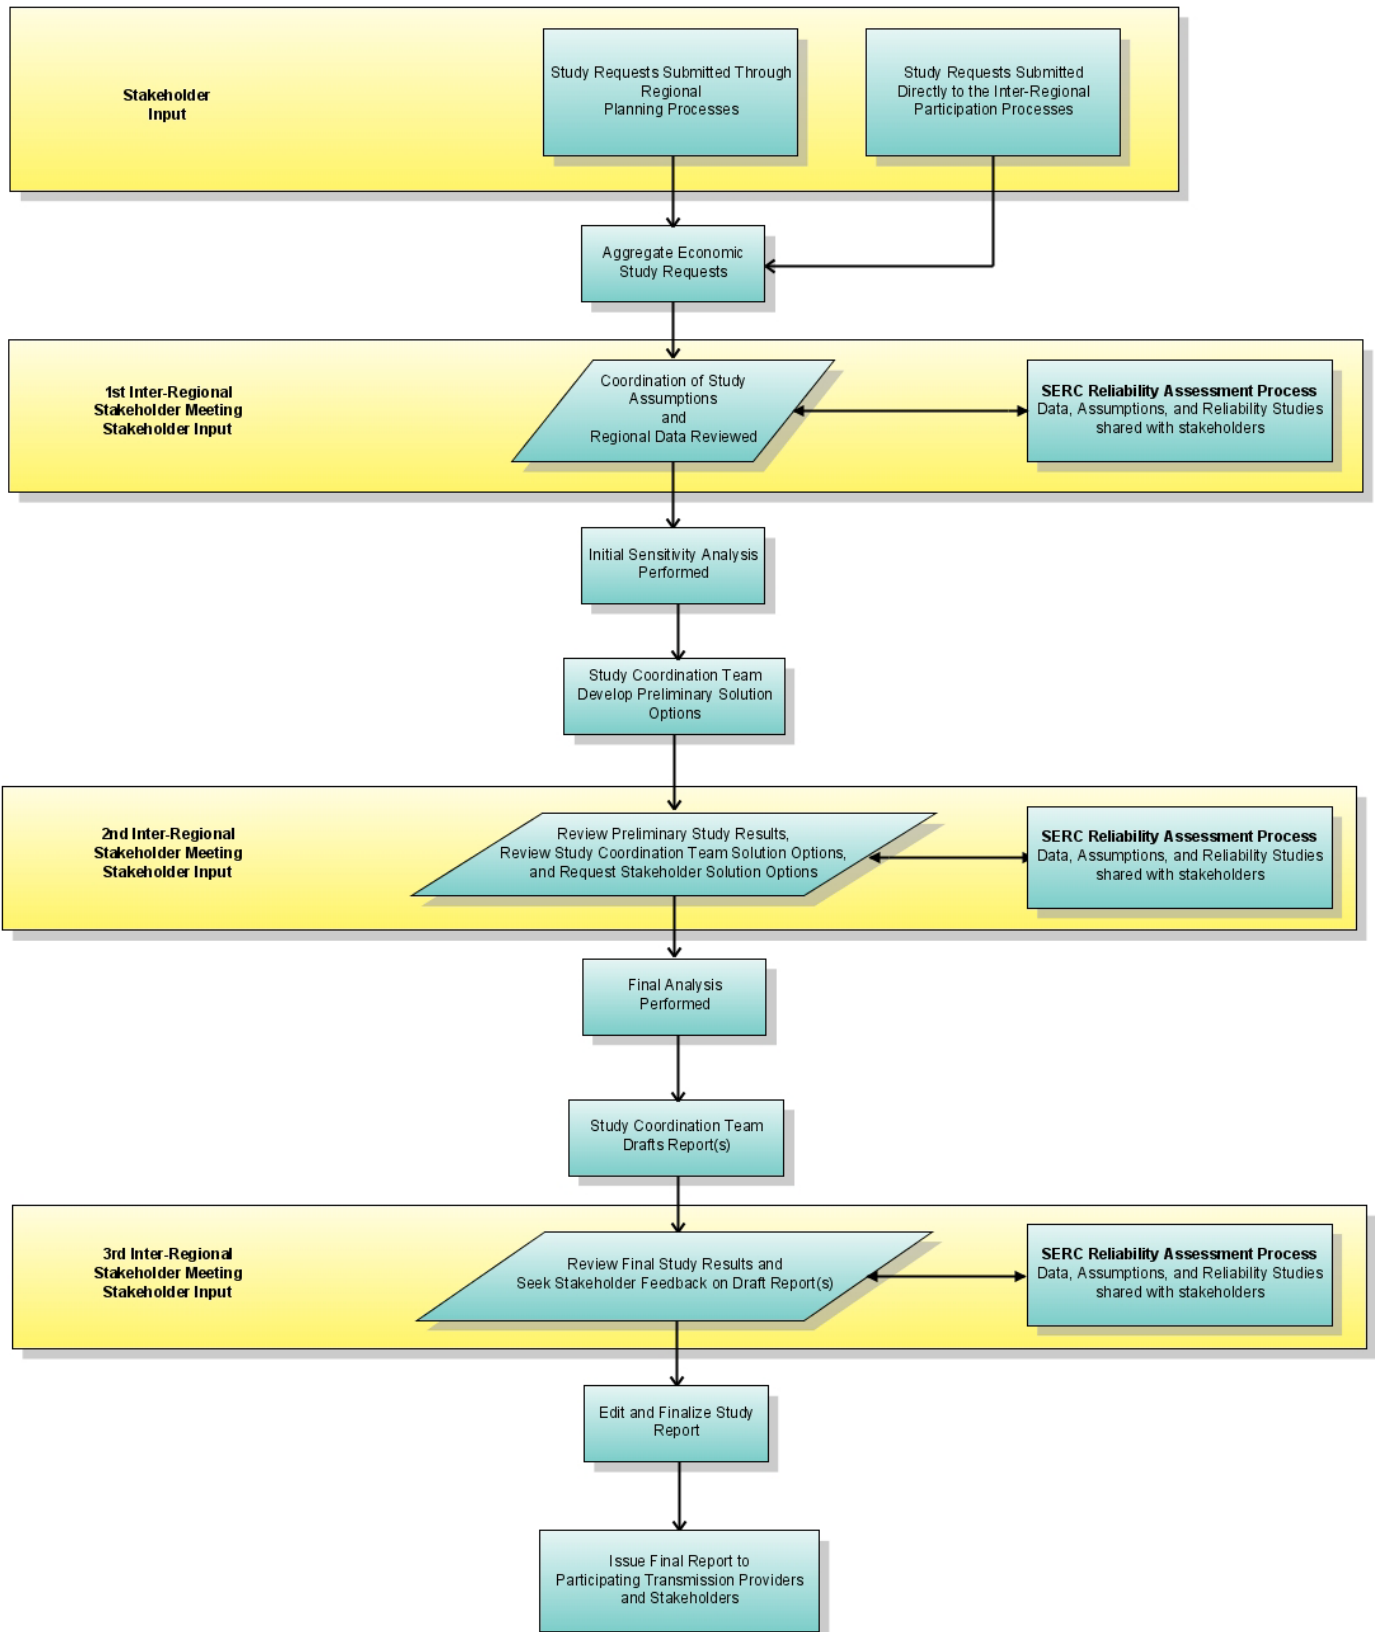 Stakeholder
Input
Study Requests Submitted Through
Regional
Planning Processes
Study Requests Submitted
Directly to the Inter-Regional
Participation Processes
Aggregate Economic
Study Requests
1st Inter-Regional
Stakeholder Meeting
Stakeholder Input
Coordination of Study
Assumptions
and
Regional Data Reviewed
SERC Reliability Assessment Process
Data, Assumptions, and Reliability Studies
shared with stakeholders
Initial Sensitivity Analysis
Performed
Study Coordination Team
Develop Preliminary Solution
Options
2nd Inter-Regional
Stakeholder Meeting
Stakeholder Input
Review Preliminary Study Results,
Review Study Coordination Team Solution Options,
and Request Stakeholder Solution Options
SERC Reliability Assessment Process
Data, Assumptions, and Reliability Studies
shared with stakeholders
Final Analysis
Performed
Study Coordination Team
Drafts Report(s)
3rd Inter-Regional
Stakeholder Meeting
Stakeholder Input
Review Final Study Results and
Seek Stakeholder Feedback on Draft Report(s)
SERC Reliability Assessment Process
Data, Assumptions, and Reliability Studies
shared with stakeholders
Edit and Finalize Study
Report
Issue Final Report to
Participating Transmission Providers
and Stakeholders